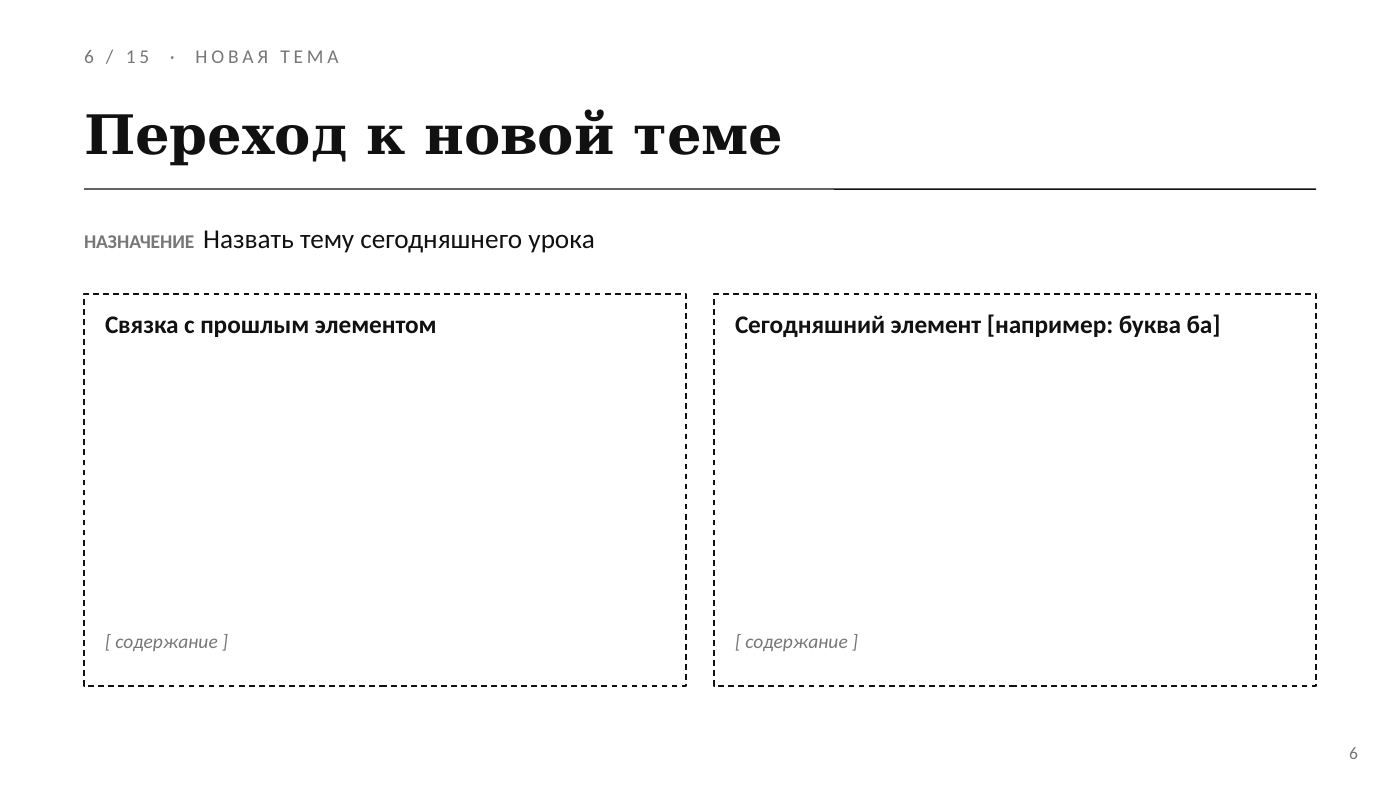 6 / 15 · НОВАЯ ТЕМА
Переход к новой теме
НАЗНАЧЕНИЕ Назвать тему сегодняшнего урока
Связка с прошлым элементом
[ содержание ]
Сегодняшний элемент [например: буква ба]
[ содержание ]
6